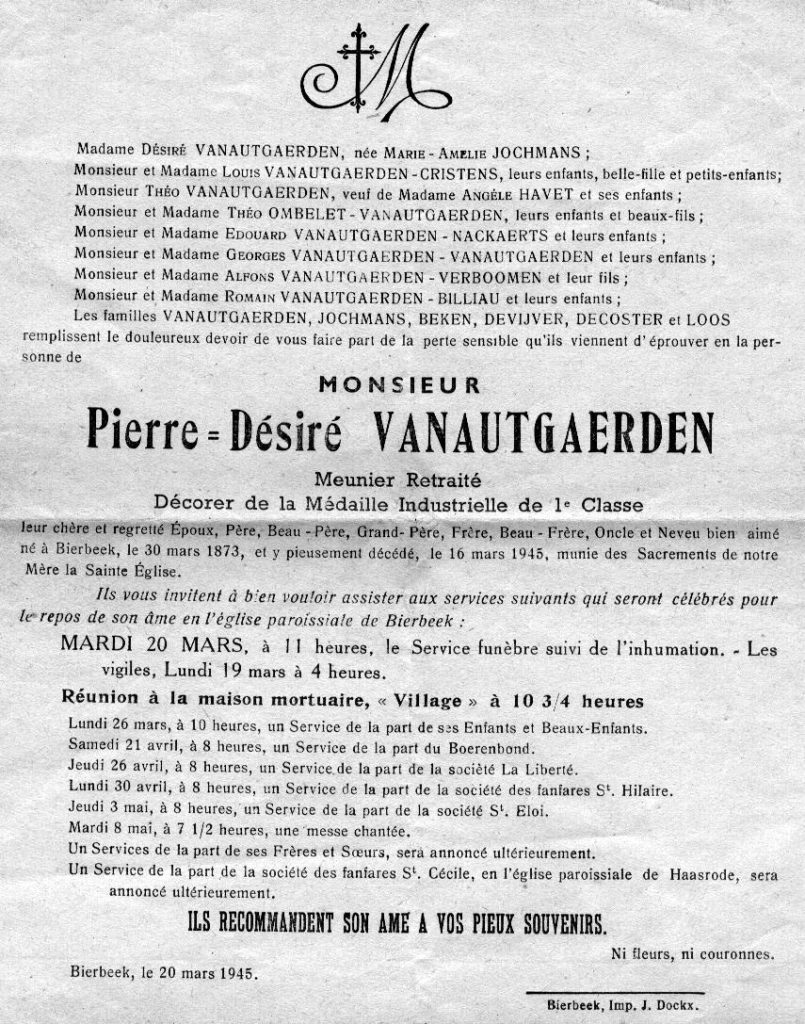 M
Madame DÉSIRÉ VANAUTGAERDEN, née MARIE-AMELIE JOCHMANS ;
Monsieur et Madame LOUIS VANAUTGAERDEN-CRISTENS, leurs enfants, belle-fille et petits-enfants;
Monsieur THÉO VANAUTGAERDEN, veuf de Madame ANGÉLE HAVET et ses enfants ;
Monsieur et Madame THÉO OMBELET-VANAUTGAERDEN, leurs enfants et beaux-fils ;
Monsieur et Madame EDOUARD VANAUTGAERDEN - NACKAERTS et leurs enfants ;
Monsieur et Madame GEORGES VANAUTGAERDEN - VANAUTGAERDEN et leurs enfants ;
Monsieur et Madame ALFONS VANAUTGAERDEN - VERBOOMEN et leur fils ;
Monsieur et Madame ROMAIN VANAUTGAERDEN - BILLIAU et leurs enfants ;
Les familles VANAUTGAERDEN, JOCHMANS, BEKEN, DEVIJVER, DECOSTER et LOOS
remplissent le douleureux devoir de vous faire part de la perte sensible qu'ils viennent d'éprouver en la per-
sonne de
MONSIEUR
Pierre=Désiré VANAUTGAERDEN
Meunier Retraité
Décorer de la Médaille Industrielle de 1e Classe
leur chère et regretté Époux, Père, Beau-Père, Grand-Père, Frère, Beau-Frère, Oncle et Neveu bien aimé
né à Bierbeek, le 30 mars 1873, et y pieusement décédé, le 16 mars 1945, munie des Sacrements de notre
Mère la Sainte Église.
Ils vous invitent à bien vouloir assister aux services suivants qui seront célébrés pour
le repos de son âme en l'église paroissiale de Bierbeek :
MARDI 20 MARS, à 11 heures, le Service funèbre suivi de l'inhumation. - Les
vigiles, Lundi 19 mars à 4 heures.
Réunion à la maison mortuaire, « Village » à 10 3/4 heures
Lundi 26 mars, à 10 heures, un Service de la part de ses Enfants et Beaux-Enfants.
Samedi 21 avril, à 8 heures, un Service de la part du Boerenbond.
Jeudi 26 avril, à 8 heures, un Service de la part de la socièté La Liberté.
Lundi 30 avril, à 8 heures, un Service de la part de la société des fanfares St. Hilaire.
Jeudi 3 mai, à 8 heures, un Service de la part de la société St. Eloi.
Mardi 8 mai, à 7 1/2 heures, une messe chantée.
Un Services de la part de ses Frères et Sœurs, sera annoncé ultérieurement.
Un Service de la part de la société des fanfares St. Cécile, en l'église paroissiale de Haasrode, sera
annoncé ultérieurement.
ILS RECOMMANDENT SON AME A VOS PIEUX SOUVENIRS.
Ni fleurs, ni couronnes.
Bierbeek, le 20 mars 1945.
Bierbeek, Imp. J. Dockx.